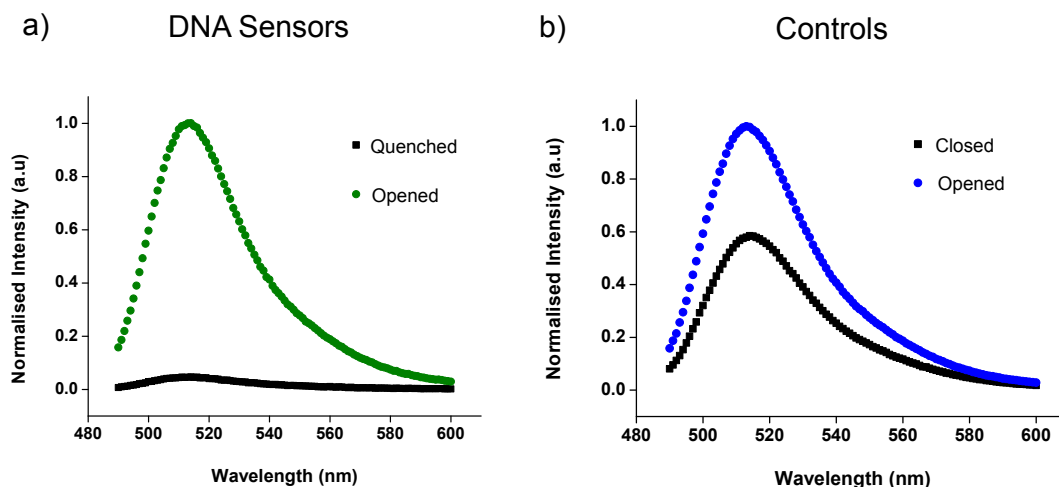 a)
DNA Sensors
Normalised Intensity (a.u)
1.0
0.8
0.6
0.4
0.2
0.0
Quenched
Opened
480 500 520 540 560 580 600
Wavelength (nm)
b)
Controls
Normalised Intensity (a.u)
1.0
0.8
0.6
0.4
0.2
0.0
Closed
Opened
480 500 520 540 560 580 600
Wavelength (nm)